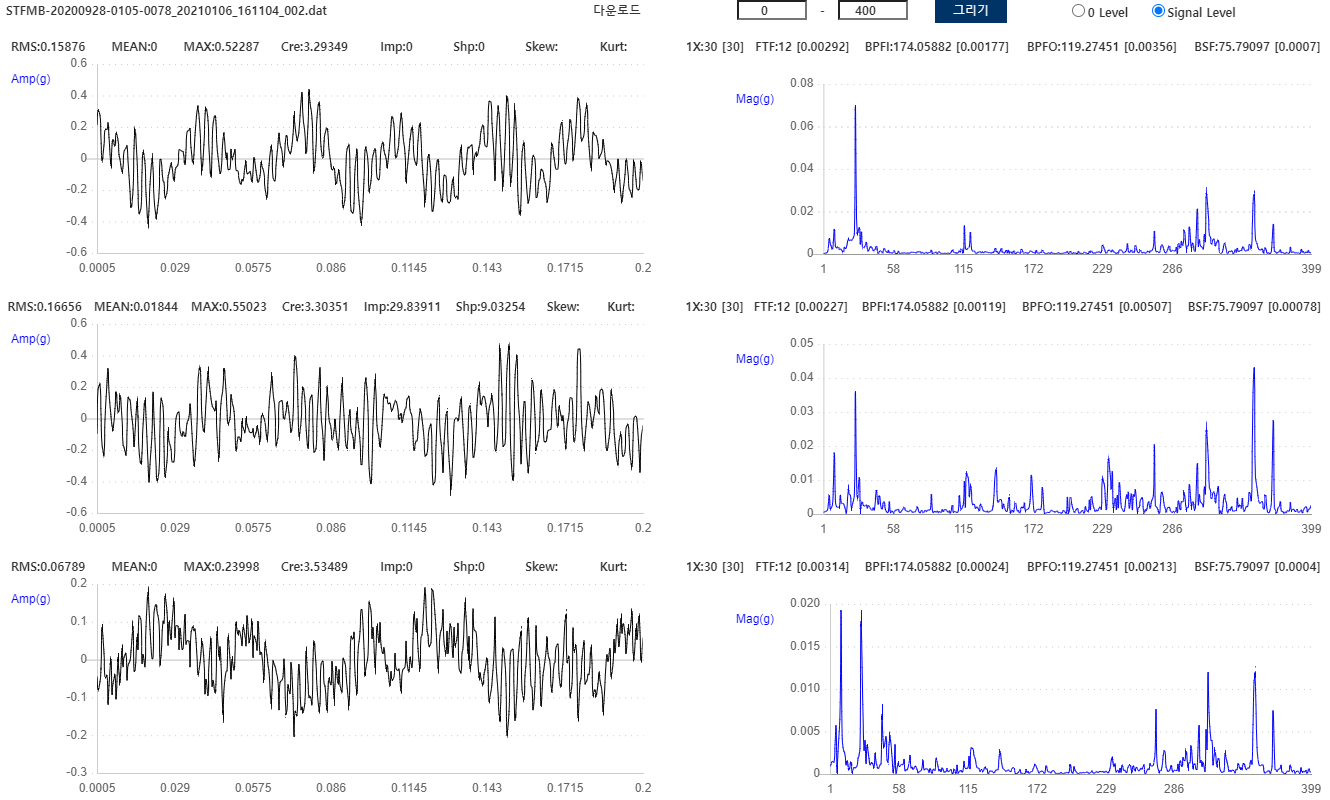 STFMB-20200928-0105-0078_20210106_161104_002.dat 다운로드 0 - 400 그리기 0 Level Signal Level
RMS:0.15876 MEAN:0 MAX:0.52287 Cre:3.29349 Imp:0 Shp:0 Skew: Kurt:
Amp(g)
0.6
0.4
0.2
0
-0.2
-0.4
-0.6
0.0005 0.029 0.0575 0.086 0.1145 0.143 0.1715 0.2
1X:30 [30] FTF:12 [0.00292] BPFI:174.05882 [0.00177] BPFO:119.27451 [0.00356] BSF:75.79097 [0.0007]
Mag(g)
0.08
0.06
0.04
0.02
0
1 58 115 172 229 286 399
RMS:0.16656 MEAN:0.01844 MAX:0.55023 Cre:3.30351 Imp:29.83911 Shp:9.03254 Skew: Kurt:
Amp(g)
0.6
0.4
0.2
0
-0.2
-0.4
-0.6
0.0005 0.029 0.0575 0.086 0.1145 0.143 0.1715 0.2
1X:30 [30] FTF:12 [0.00227] BPFI:174.05882 [0.00119] BPFO:119.27451 [0.00507] BSF:75.79097 [0.00078]
Mag(g)
0.05
0.04
0.03
0.02
0.01
0
1 58 115 172 229 286 399
RMS:0.06789 MEAN:0 MAX:0.23998 Cre:3.53489 Imp:0 Shp:0 Skew: Kurt:
Amp(g)
0.2
0.1
0
-0.1
-0.2
-0.3
0.0005 0.029 0.0575 0.086 0.1145 0.143 0.1715 0.2
1X:30 [30] FTF:12 [0.00314] BPFI:174.05882 [0.00024] BPFO:119.27451 [0.00213] BSF:75.79097 [0.0004]
Mag(g)
0.020
0.015
0.010
0.005
0
1 58 115 172 229 286 399